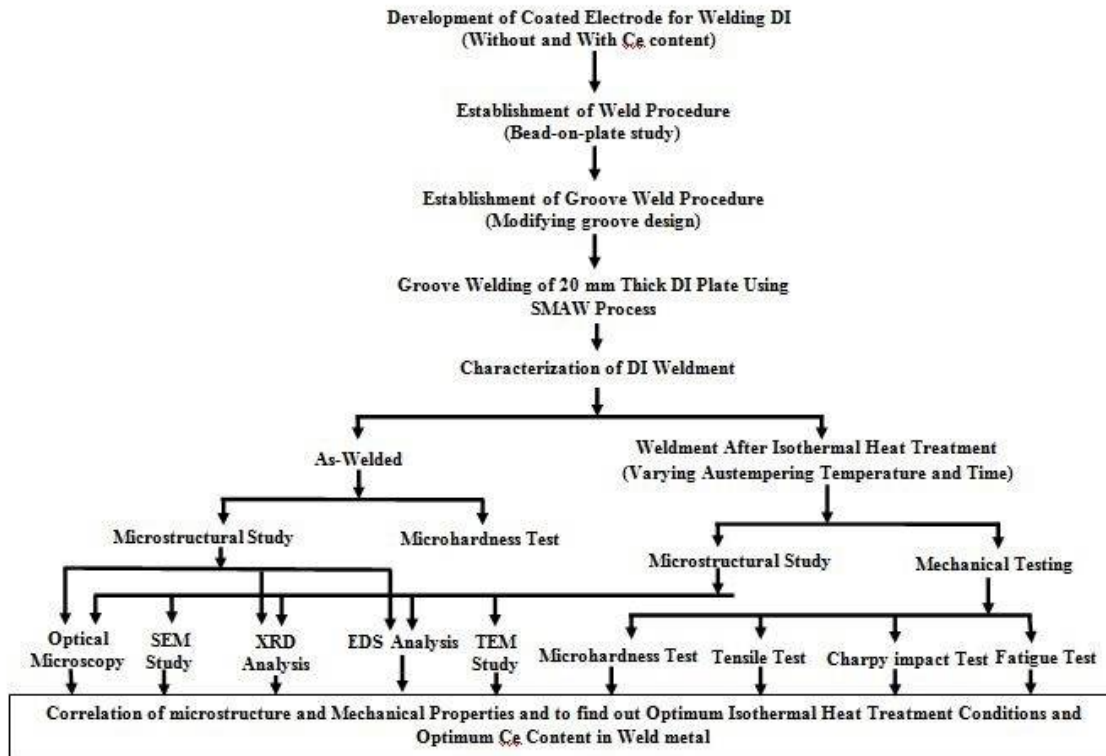 Development of Coated Electrode for Welding DI
(Without and With Ce content)
Establishment of Weld Procedure
(Bead-on-plate study)
Establishment of Groove Weld Procedure
(Modifying groove design)
Groove Welding of 20 mm Thick DI Plate Using
SMAW Process
Characterization of DI Weldment
As-Welded
Weldment After Isothermal Heat Treatment
(Varying Austempering Temperature and Time)
Microstructural Study
Microhardness Test
Microstructural Study
Mechanical Testing
Optical
Microscopy
SEM
Study
XRD
Analysis
EDS Analysis
TEM
Study
Microhardness Test
Tensile Test
Charpy impact Test
Fatigue Test
Correlation of microstructure and Mechanical Properties and to find out Optimum Isothermal Heat Treatment Conditions and
Optimum Ce Content in Weld metal